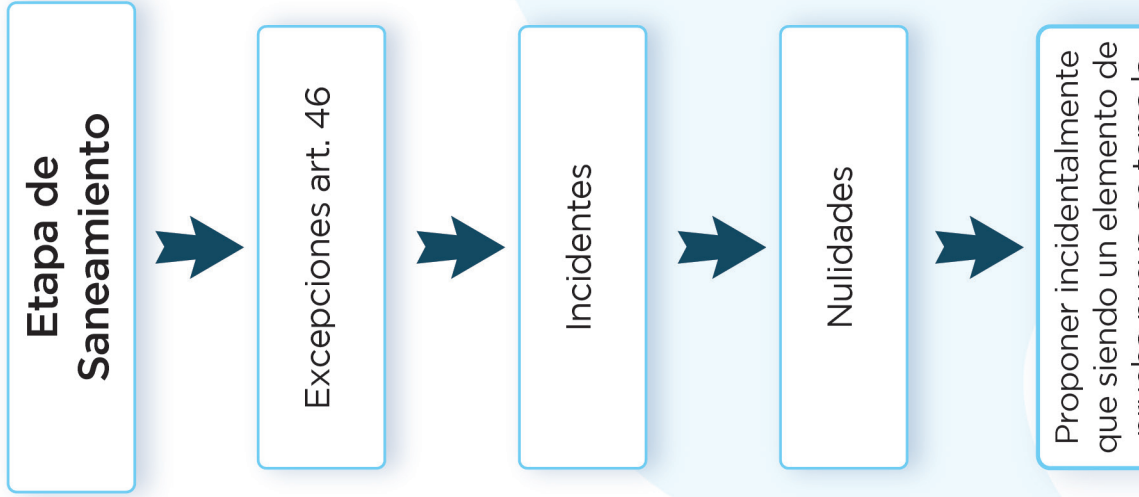 Etapa de
Saneamiento
Excepciones art. 46
Incidentes
Nulidades
Proponer incidentalmente
que siendo un elemento de